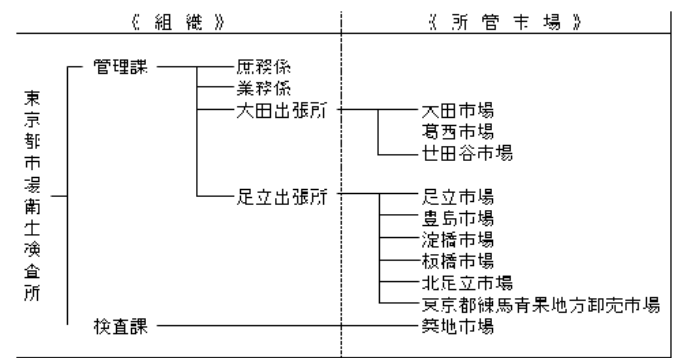 《 組 織 》
《 所 管 市 場 》
東京都市場衛生検査所
管理課
庶務係
業務係
大田出張所
大田市場
葛西市場
世田谷市場
足立出張所
足立市場
豊島市場
淀橋市場
板橋市場
北足立市場
東京都練馬青果地方卸売市場
検査課
築地市場